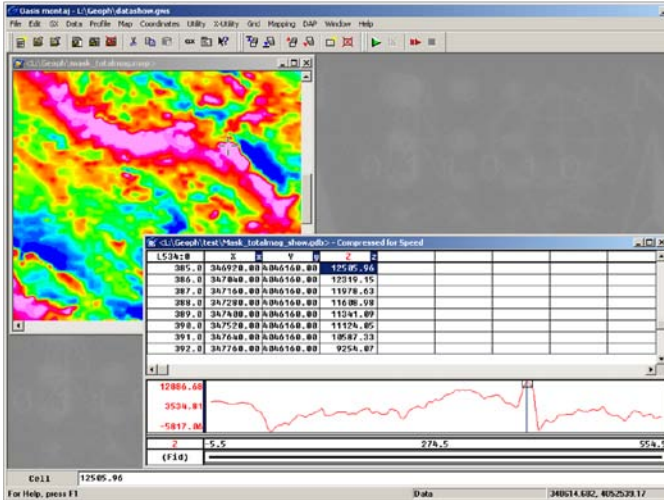 Oasis montaj - L:\Geoph\datashow.gws
File Edit GX Data Profile Map Coordinates Utility X-Utility Grid Mapping DAP Window Help
<L:\Geoph\mask_totalmag.map>
<L:\Geoph\test\Mask_totalmag_show.gdb> - Compressed for Speed
L534:0 X x Y y Z z
385.0 346920.00 4046160.00 12505.96
386.0 347040.00 4046160.00 12319.15
387.0 347160.00 4046160.00 11978.63
388.0 347280.00 4046160.00 11608.98
389.0 347400.00 4046160.00 11341.09
390.0 347520.00 4046160.00 11124.05
391.0 347640.00 4046160.00 10587.33
392.0 347760.00 4046160.00 9254.07
12886.68
3534.81
-5817.06
Z -5.5 274.5 554.5
(Fid)
Cell 12505.96
For Help, press F1 Data 348614.682, 4052539.17